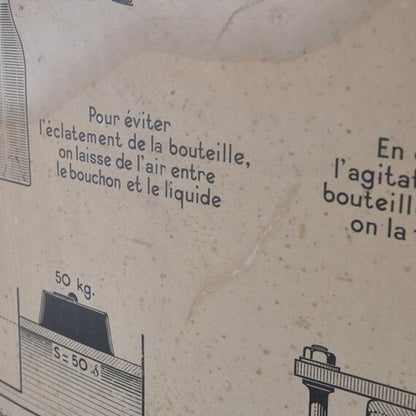 Pour éviter
l'éclatement de la bouteille,
on laisse de l'air entre
le bouchon et le liquide
En
l'agitat
bouteill
on la
50 kg.
S = 50 s